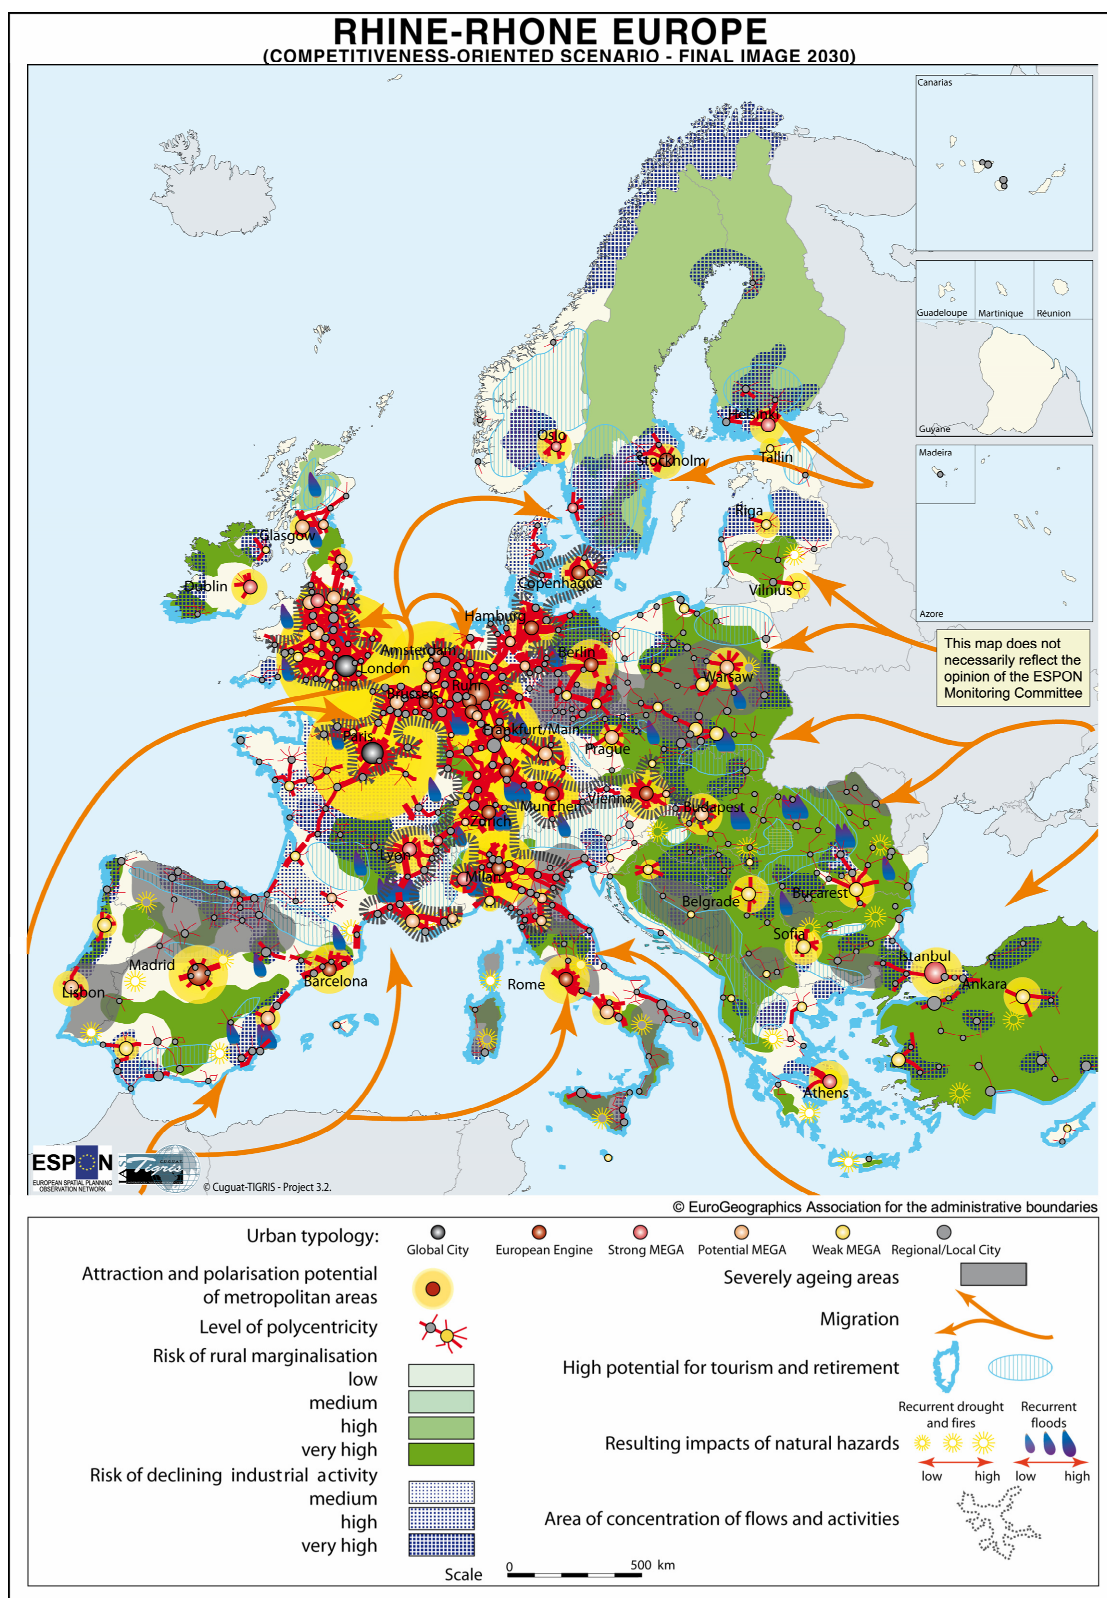 RHINE-RHONE EUROPE
(COMPETITIVENESS-ORIENTED SCENARIO - FINAL IMAGE 2030)
Canarias
Guadeloupe
Martinique
Réunion
Guyane
Madeira
Azore
Helsinki
Oslo
Stockholm
Tallin
Riga
Glasgow
Dublin
Copenhague
Vilnius
Hamburg
This map does not
necessarily reflect the
opinion of the ESPON
Monitoring Committee
Amsterdam
Berlin
London
Warsaw
Brussels
Ruhl
Paris
Frankfurt/Main
Prague
Munchen
Vienna
Budapest
Zurich
Lyon
Milan
Belgrade
Bucarest
Sofia
Madrid
Barcelona
Rome
Istanbul
Ankara
Lisbon
Athens
ESPON
EUROPEAN SPATIAL PLANNING
OBSERVATION NETWORK
CUGUAT
Tigris
© Cuguat-TIGRIS - Project 3.2.
© EuroGeographics Association for the administrative boundaries
Urban typology:
Global City
European Engine
Strong MEGA
Potential MEGA
Weak MEGA
Regional/Local City
Attraction and polarisation potential
of metropolitan areas
Level of polycentricity
Risk of rural marginalisation
low
medium
high
very high
Risk of declining industrial activity
medium
high
very high
Scale
0
500 km
Severely ageing areas
Migration
High potential for tourism and retirement
Recurrent drought
and fires
Recurrent
floods
Resulting impacts of natural hazards
low
high
low
high
Area of concentration of flows and activities